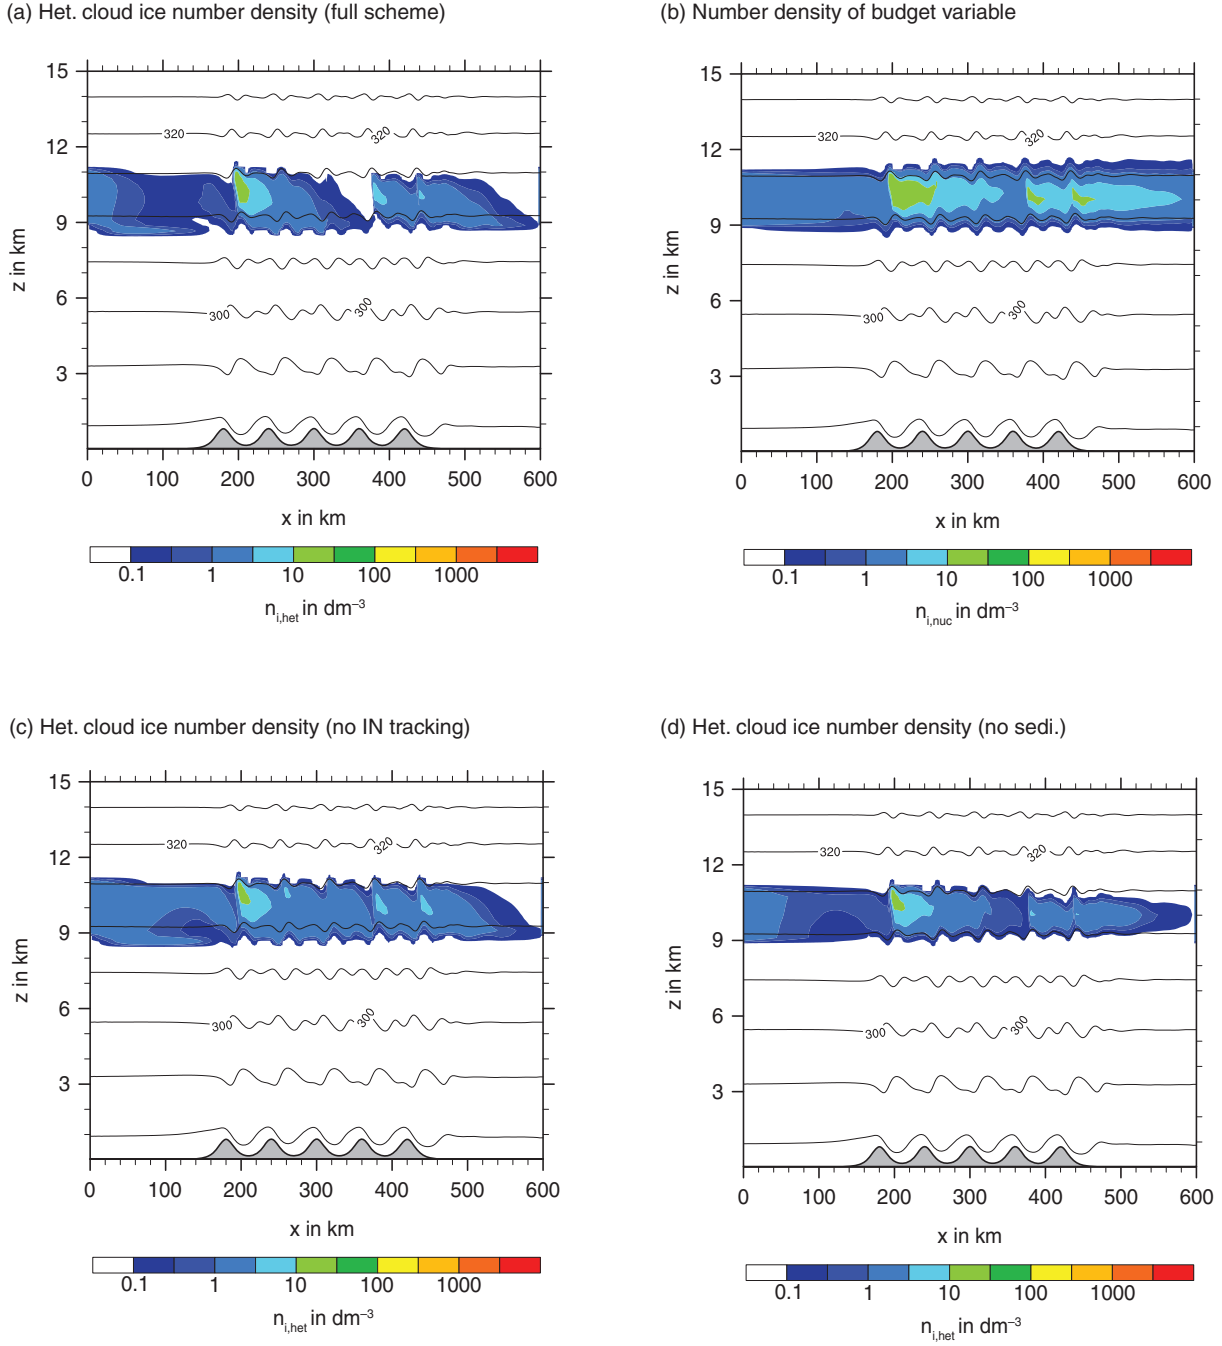 (a) Het. cloud ice number density (full scheme)
(b) Number density of budget variable
15
12
9
6
3
z in km
320
320
300
300
0 100 200 300 400 500 600
x in km
0.1 1 10 100 1000
n_i,het in dm⁻³
15
12
9
6
3
z in km
320
320
300
300
0 100 200 300 400 500 600
x in km
0.1 1 10 100 1000
n_i,nuc in dm⁻³
(c) Het. cloud ice number density (no IN tracking)
(d) Het. cloud ice number density (no sedi.)
15
12
9
6
3
z in km
320
320
300
300
0 100 200 300 400 500 600
x in km
0.1 1 10 100 1000
n_i,het in dm⁻³
15
12
9
6
3
z in km
320
320
300
300
0 100 200 300 400 500 600
x in km
0.1 1 10 100 1000
n_i,het in dm⁻³